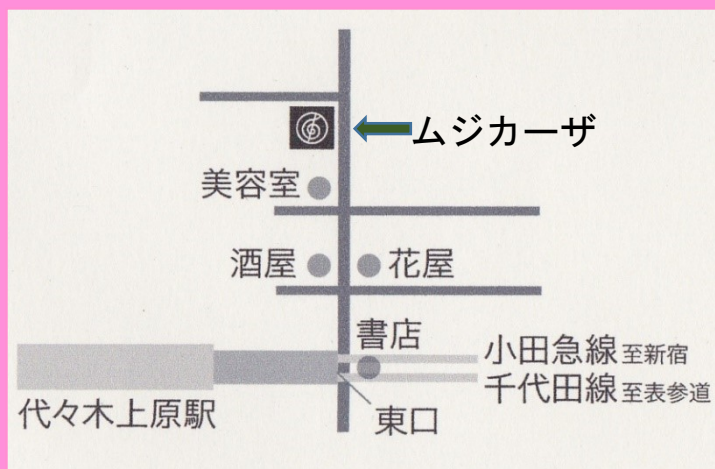 ムジカーザ
美容室
酒屋
花屋
書店
小田急線至新宿
千代田線至表参道
代々木上原駅
東口